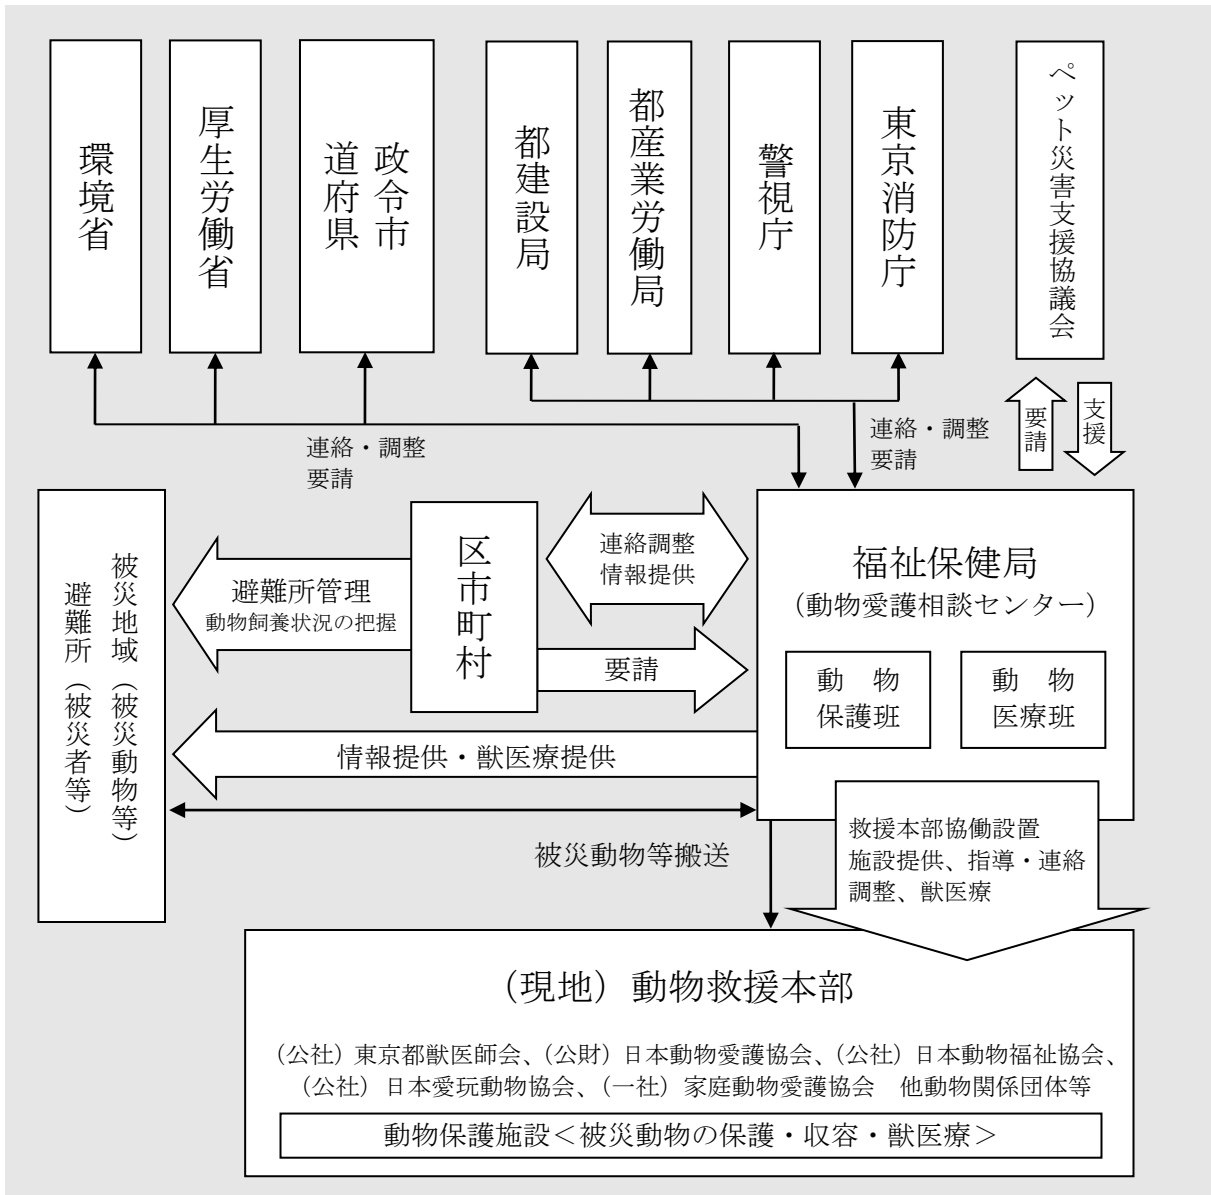 環境省
厚生労働省
政令市
道府県
都建設局
都産業労働局
警視庁
東京消防庁
ペット災害支援協議会
連絡・調整
要請
連絡・調整
要請
要請
支援
被災地域（被災動物等）
避難所（被災者等）
避難所管理
動物飼養状況の把握
区市町村
連絡調整
情報提供
要請
福祉保健局
（動物愛護相談センター）
動　物
保護班
動　物
医療班
情報提供・獣医療提供
被災動物等搬送
救援本部協働設置
施設提供、指導・連絡
調整、獣医療
（現地）動物救援本部
（公社）東京都獣医師会、（公財）日本動物愛護協会、（公社）日本動物福祉協会、
（公社）日本愛玩動物協会、（一社）家庭動物愛護協会　他動物関係団体等
動物保護施設＜被災動物の保護・収容・獣医療＞